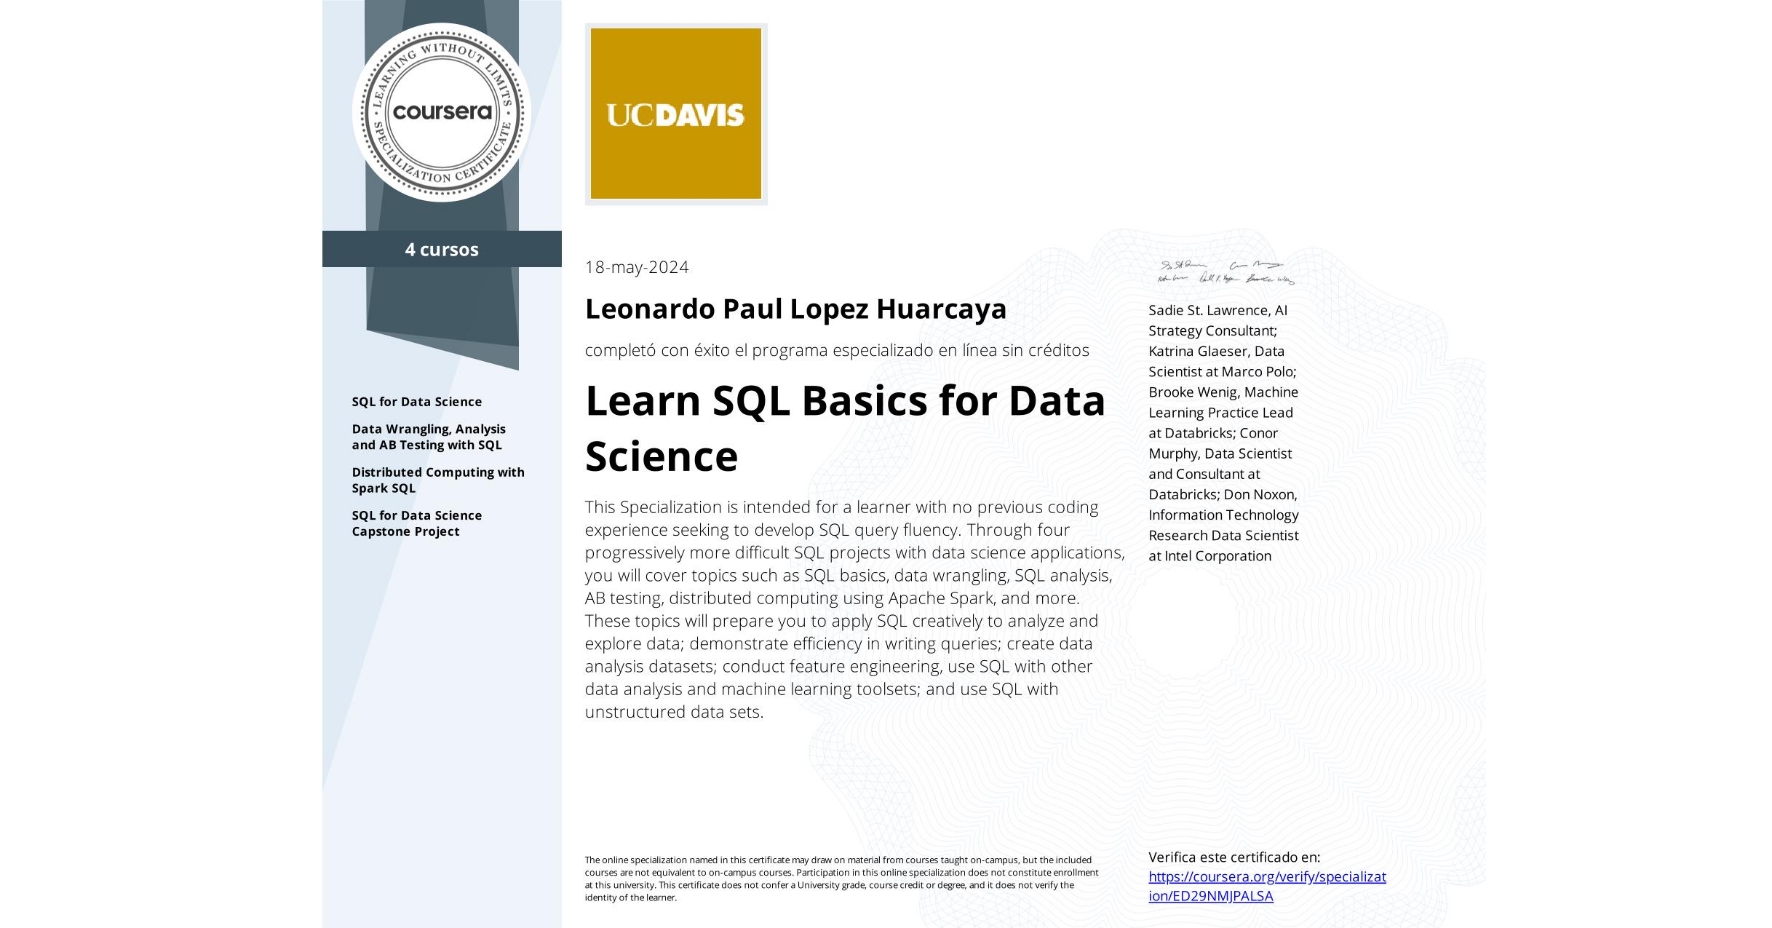 LEARNING WITHOUT LIMITS
coursera
SPECIALIZATION CERTIFICATE
UCDAVIS
4 cursos
SQL for Data Science
Data Wrangling, Analysis
and AB Testing with SQL
Distributed Computing with
Spark SQL
SQL for Data Science
Capstone Project
18-may-2024
Leonardo Paul Lopez Huarcaya
completó con éxito el programa especializado en línea sin créditos
Learn SQL Basics for Data
Science
This Specialization is intended for a learner with no previous coding
experience seeking to develop SQL query fluency. Through four
progressively more difficult SQL projects with data science applications,
you will cover topics such as SQL basics, data wrangling, SQL analysis,
AB testing, distributed computing using Apache Spark, and more.
These topics will prepare you to apply SQL creatively to analyze and
explore data; demonstrate efficiency in writing queries; create data
analysis datasets; conduct feature engineering, use SQL with other
data analysis and machine learning toolsets; and use SQL with
unstructured data sets.
Sadie St. Lawrence, AI
Strategy Consultant;
Katrina Glaeser, Data
Scientist at Marco Polo;
Brooke Wenig, Machine
Learning Practice Lead
at Databricks; Conor
Murphy, Data Scientist
and Consultant at
Databricks; Don Noxon,
Information Technology
Research Data Scientist
at Intel Corporation
The online specialization named in this certificate may draw on material from courses taught on-campus, but the included
courses are not equivalent to on-campus courses. Participation in this online specialization does not constitute enrollment
at this university. This certificate does not confer a University grade, course credit or degree, and it does not verify the
identity of the learner.
Verifica este certificado en:
https://coursera.org/verify/specializat
ion/ED29NMJPALSA